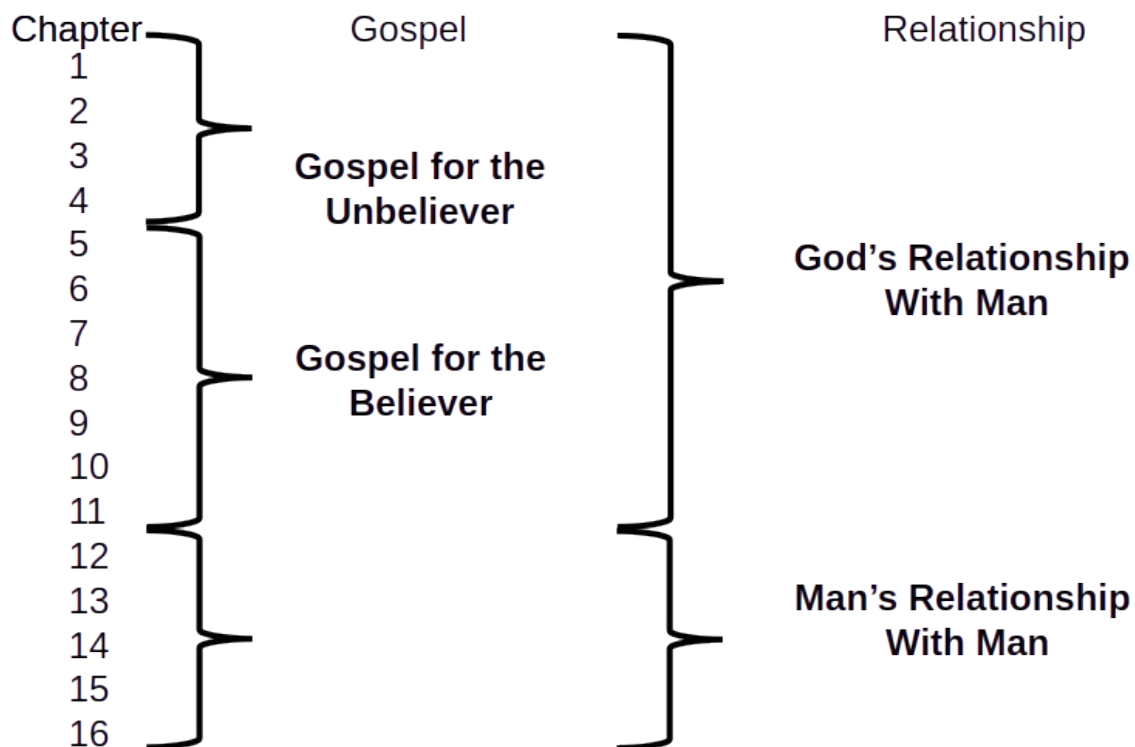 Chapter Gospel Relationship
1
2
3
Gospel for the
4
Unbeliever
5
God’s Relationship
6
With Man
7
Gospel for the
8
Believer
9
10
11
12
13
Man’s Relationship
14
With Man
15
16